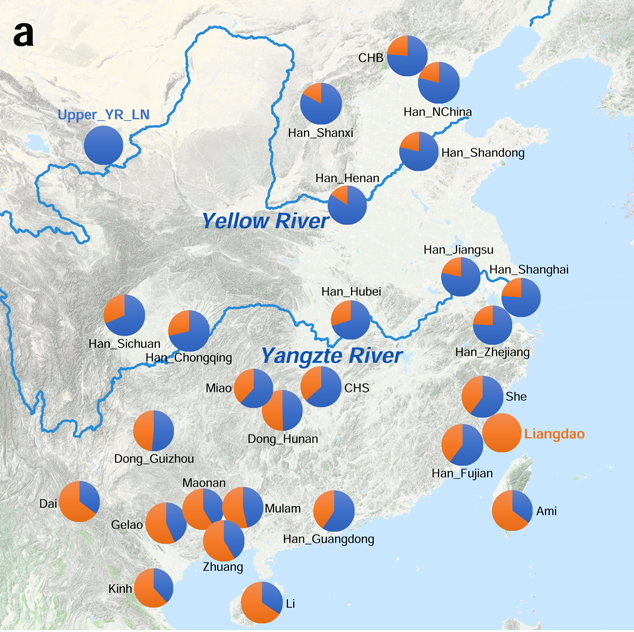 a
CHB
Upper_YR_LN
Han_NChina
Han_Shanxi
Han_Shandong
Han_Henan
Yellow River
Han_Jiangsu
Han_Shanghai
Han_Hubei
Han_Sichuan
Han_Chongqing
Yangzte River
Han_Zhejiang
Miao
CHS
She
Dong_Hunan
Liangdao
Dong_Guizhou
Han_Fujian
Maonan
Dai
Mulam
Ami
Gelao
Han_Guangdong
Zhuang
Kinh
Li